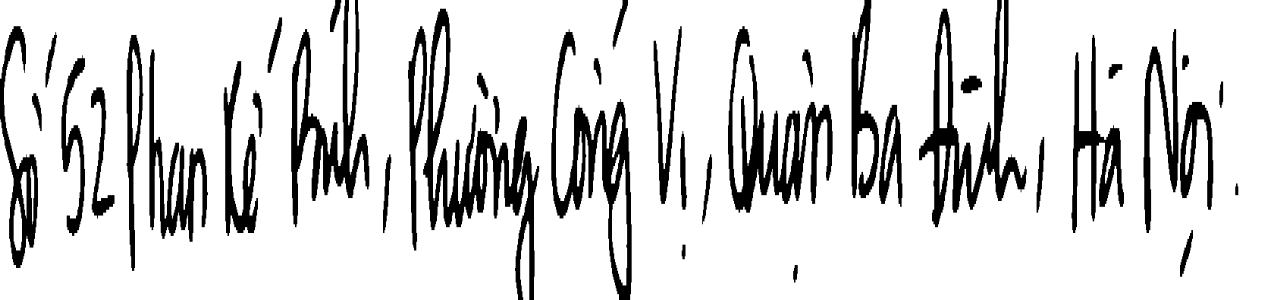 Số 52 Phan Kế Bính, Phường Cống Vị, Quận Ba Đình, Hà Nội.